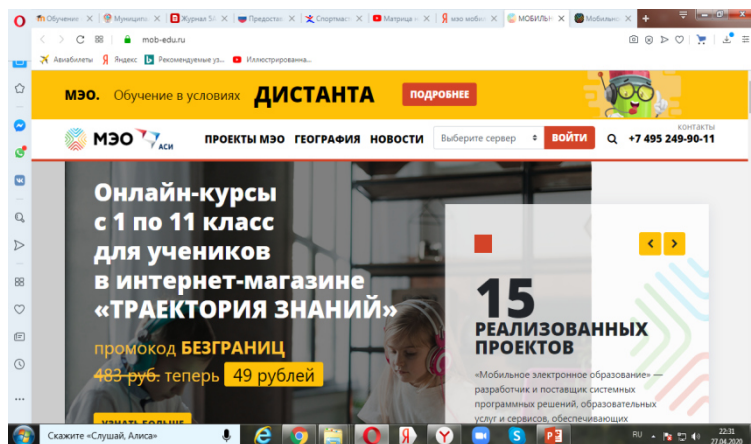 Обучение
Муниципа
Журнал
Предостав
Спортмаст
Матрица
мэо
МОБИЛЬН
Мобильно
mob-edu.ru
Авиабилеты Яндекс Рекомендуемые уз... Иллюстрированна...
МЭО. Обучение в условиях ДИСТАНТА
ПОДРОБНЕЕ
контакты
МЭО АСИ ПРОЕКТЫ МЭО ГЕОГРАФИЯ НОВОСТИ Выберите сервер ВОЙТИ +7 495 249-90-11
Онлайн-курсы
с 1 по 11 класс
для учеников
в интернет-магазине
«ТРАЕКТОРИЯ ЗНАНИЙ»
промокод БЕЗГРАНИЦ
483 руб. теперь 49 рублей
УЗНАТЬ БОЛЬШЕ
15
РЕАЛИЗОВАННЫХ
ПРОЕКТОВ
«Мобильное электронное образование» —
разработчик и поставщик системных
программных решений, образовательных
услуг и сервисов, обеспечивающих
Скажите «Слушай, Алиса»
RU
22:31
27.04.2020